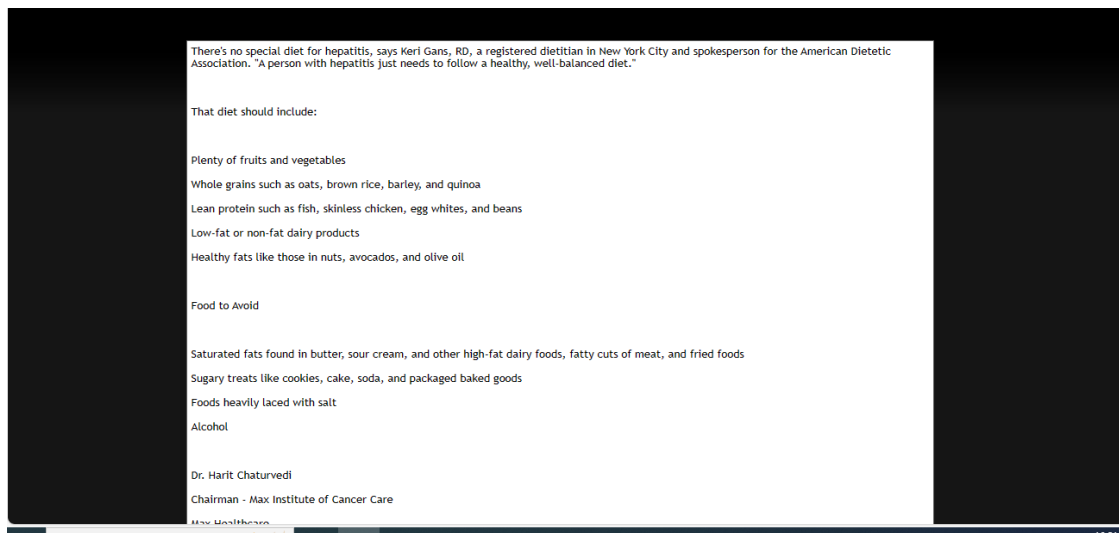 There's no special diet for hepatitis, says Keri Gans, RD, a registered dietitian in New York City and spokesperson for the American Dietetic
Association. "A person with hepatitis just needs to follow a healthy, well-balanced diet."
That diet should include:
Plenty of fruits and vegetables
Whole grains such as oats, brown rice, barley, and quinoa
Lean protein such as fish, skinless chicken, egg whites, and beans
Low-fat or non-fat dairy products
Healthy fats like those in nuts, avocados, and olive oil
Food to Avoid
Saturated fats found in butter, sour cream, and other high-fat dairy foods, fatty cuts of meat, and fried foods
Sugary treats like cookies, cake, soda, and packaged baked goods
Foods heavily laced with salt
Alcohol
Dr. Harit Chaturvedi
Chairman - Max Institute of Cancer Care
Max Healthcare